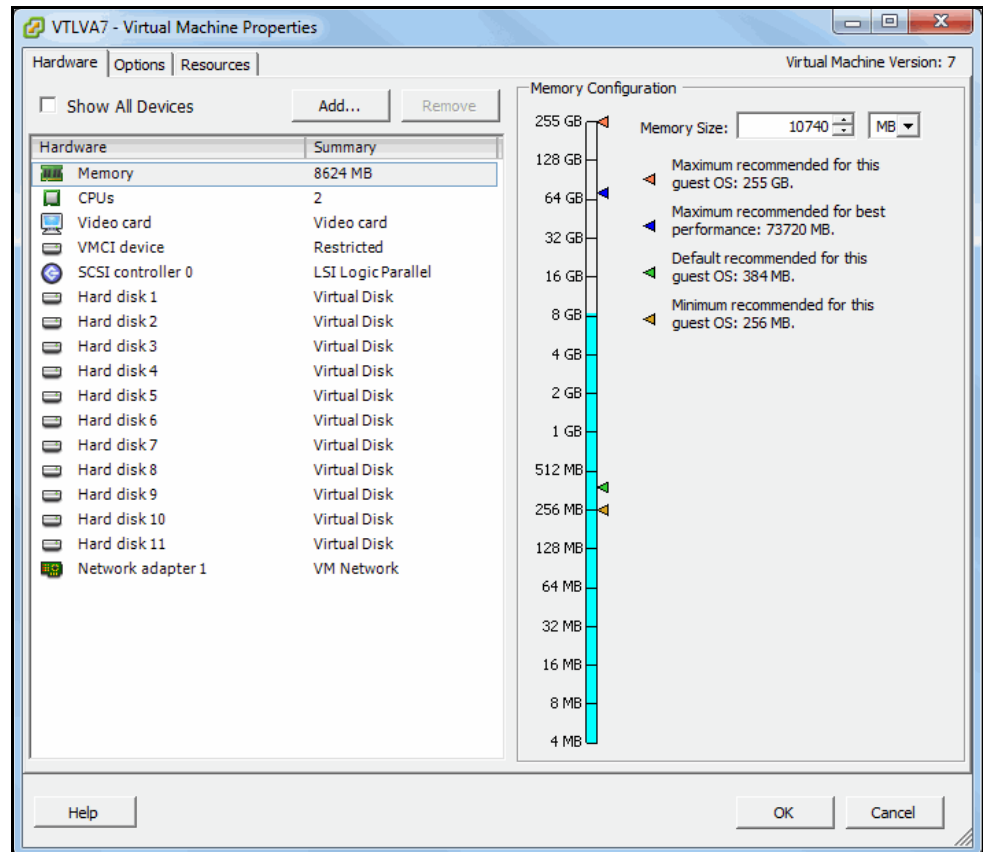 VTLVA7 - Virtual Machine Properties
Hardware Options Resources Virtual Machine Version: 7
Show All Devices Add... Remove
Hardware Summary
Memory 8624 MB
CPUs 2
Video card Video card
VMCI device Restricted
SCSI controller 0 LSI Logic Parallel
Hard disk 1 Virtual Disk
Hard disk 2 Virtual Disk
Hard disk 3 Virtual Disk
Hard disk 4 Virtual Disk
Hard disk 5 Virtual Disk
Hard disk 6 Virtual Disk
Hard disk 7 Virtual Disk
Hard disk 8 Virtual Disk
Hard disk 9 Virtual Disk
Hard disk 10 Virtual Disk
Hard disk 11 Virtual Disk
Network adapter 1 VM Network
Memory Configuration
Memory Size: 10740 MB
255 GB
128 GB
64 GB
32 GB
16 GB
8 GB
4 GB
2 GB
1 GB
512 MB
256 MB
128 MB
64 MB
32 MB
16 MB
8 MB
4 MB
Maximum recommended for this
guest OS: 255 GB.
Maximum recommended for best
performance: 73720 MB.
Default recommended for this
guest OS: 384 MB.
Minimum recommended for this
guest OS: 256 MB.
Help OK Cancel